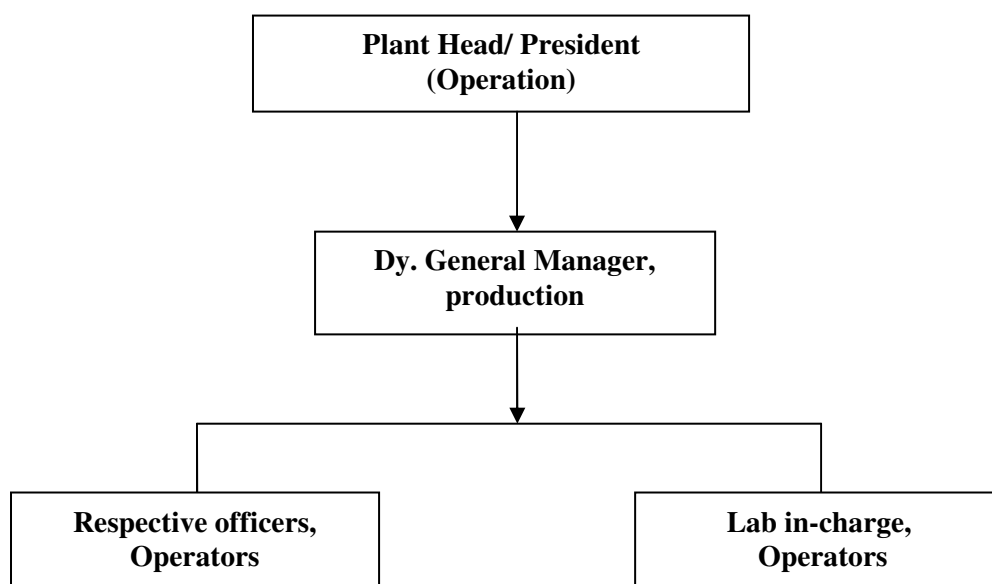 Plant Head/ President
(Operation)
Dy. General Manager,
production
Respective officers,
Operators
Lab in-charge,
Operators